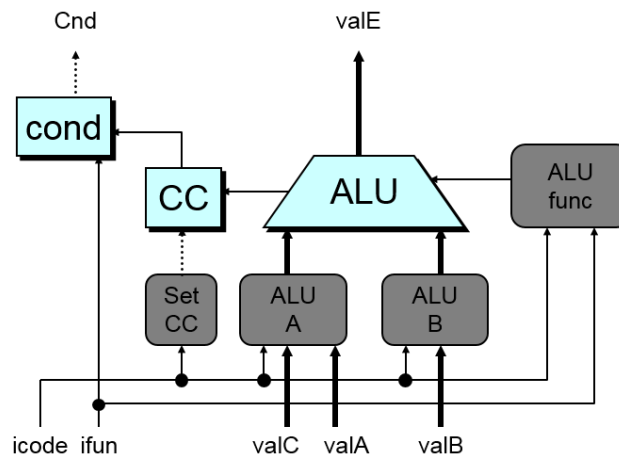 Cnd
valE
cond
CC
ALU
ALU
func
Set
CC
ALU
A
ALU
B
icode
ifun
valC
valA
valB